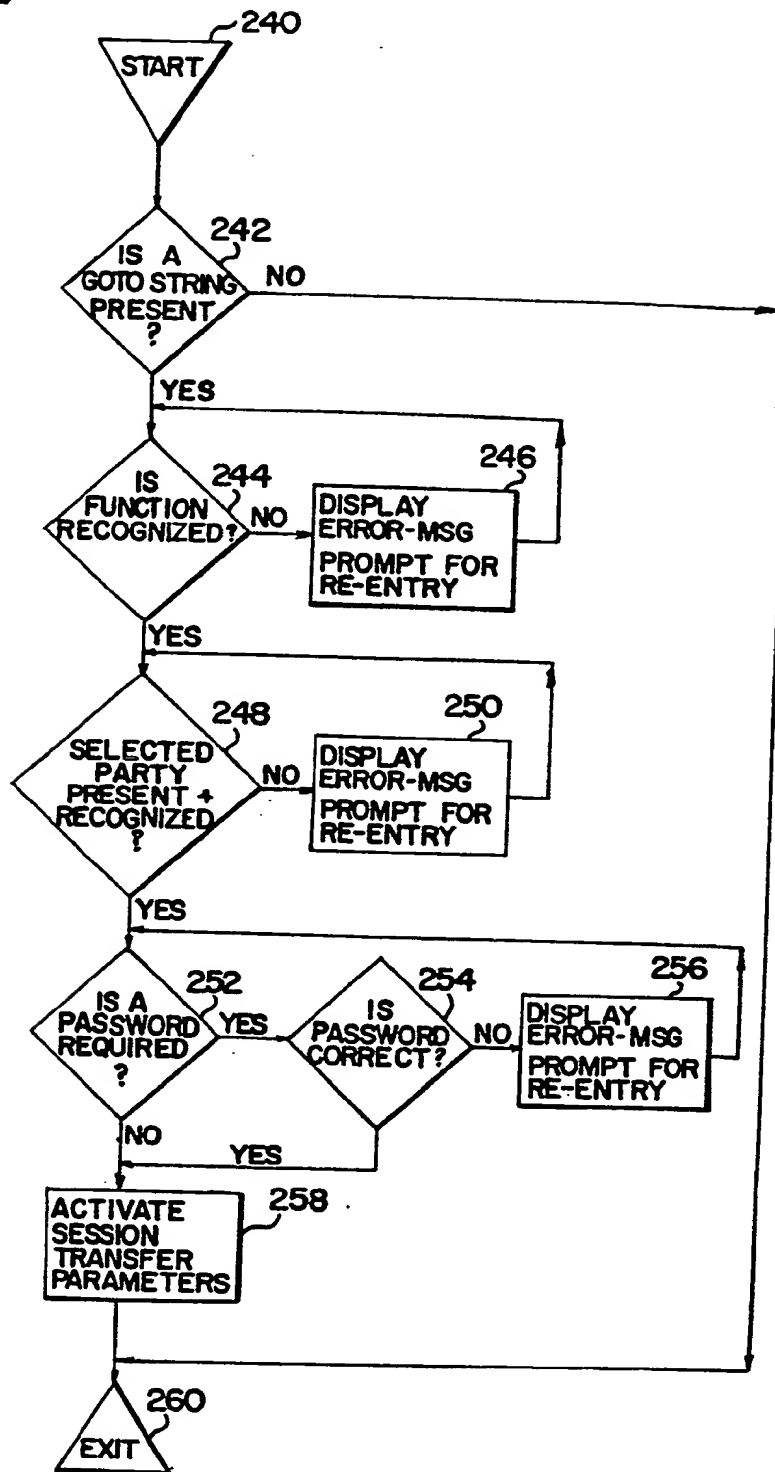 240
START
242
IS A
GOTO STRING
PRESENT
?
NO
YES
244
IS
FUNCTION
RECOGNIZED?
NO
246
DISPLAY
ERROR-MSG
PROMPT FOR
RE-ENTRY
YES
248
SELECTED
PARTY
PRESENT +
RECOGNIZED
?
NO
250
DISPLAY
ERROR-MSG
PROMPT FOR
RE-ENTRY
YES
252
IS A
PASSWORD
REQUIRED
?
YES
254
IS
PASSWORD
CORRECT?
NO
256
DISPLAY
ERROR-MSG
PROMPT FOR
RE-ENTRY
NO
YES
258
ACTIVATE
SESSION
TRANSFER
PARAMETERS
260
EXIT